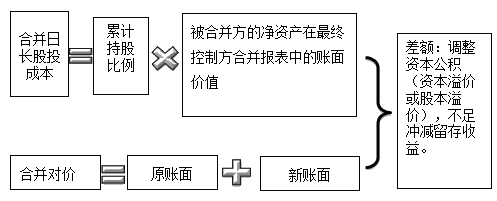 合并日
长股投
成本
累计
持股
比例
被合并方的净资产在最终
控制方合并报表中的账面
价值
差额：调整
资本公积
（资本溢价
或股本溢
价），不足
冲减留存收
益。
合并对价
原账面
新账面